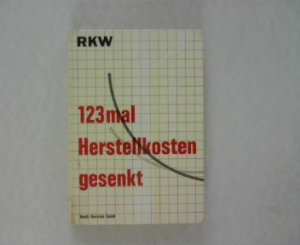 RKW
123mal
Herstellkosten
gesenkt